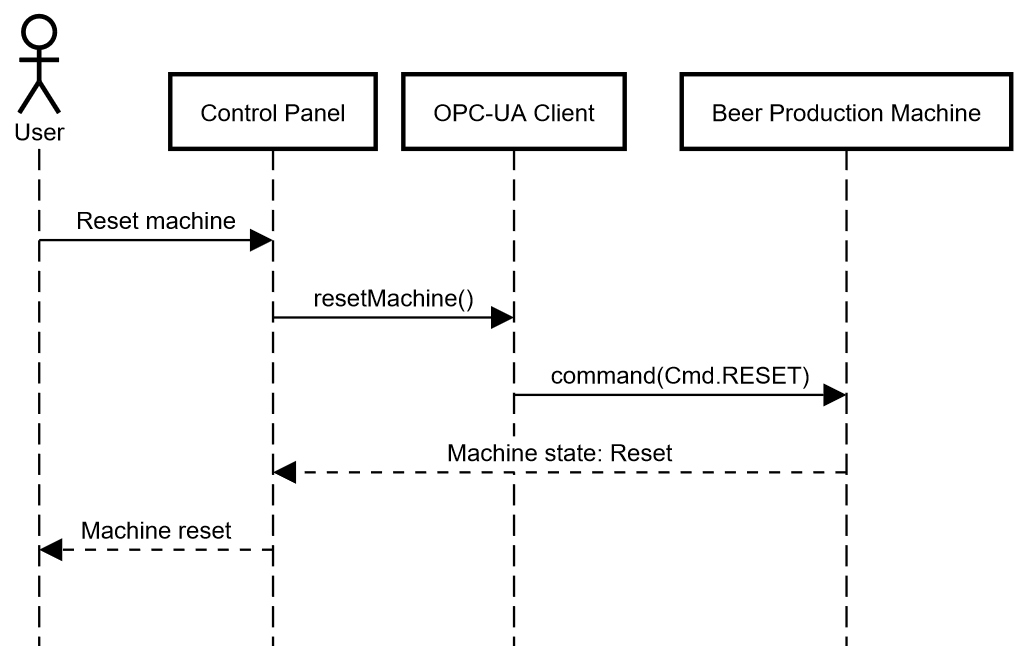 User
Control Panel
OPC-UA Client
Beer Production Machine
Reset machine
resetMachine()
command(Cmd.RESET)
Machine state: Reset
Machine reset